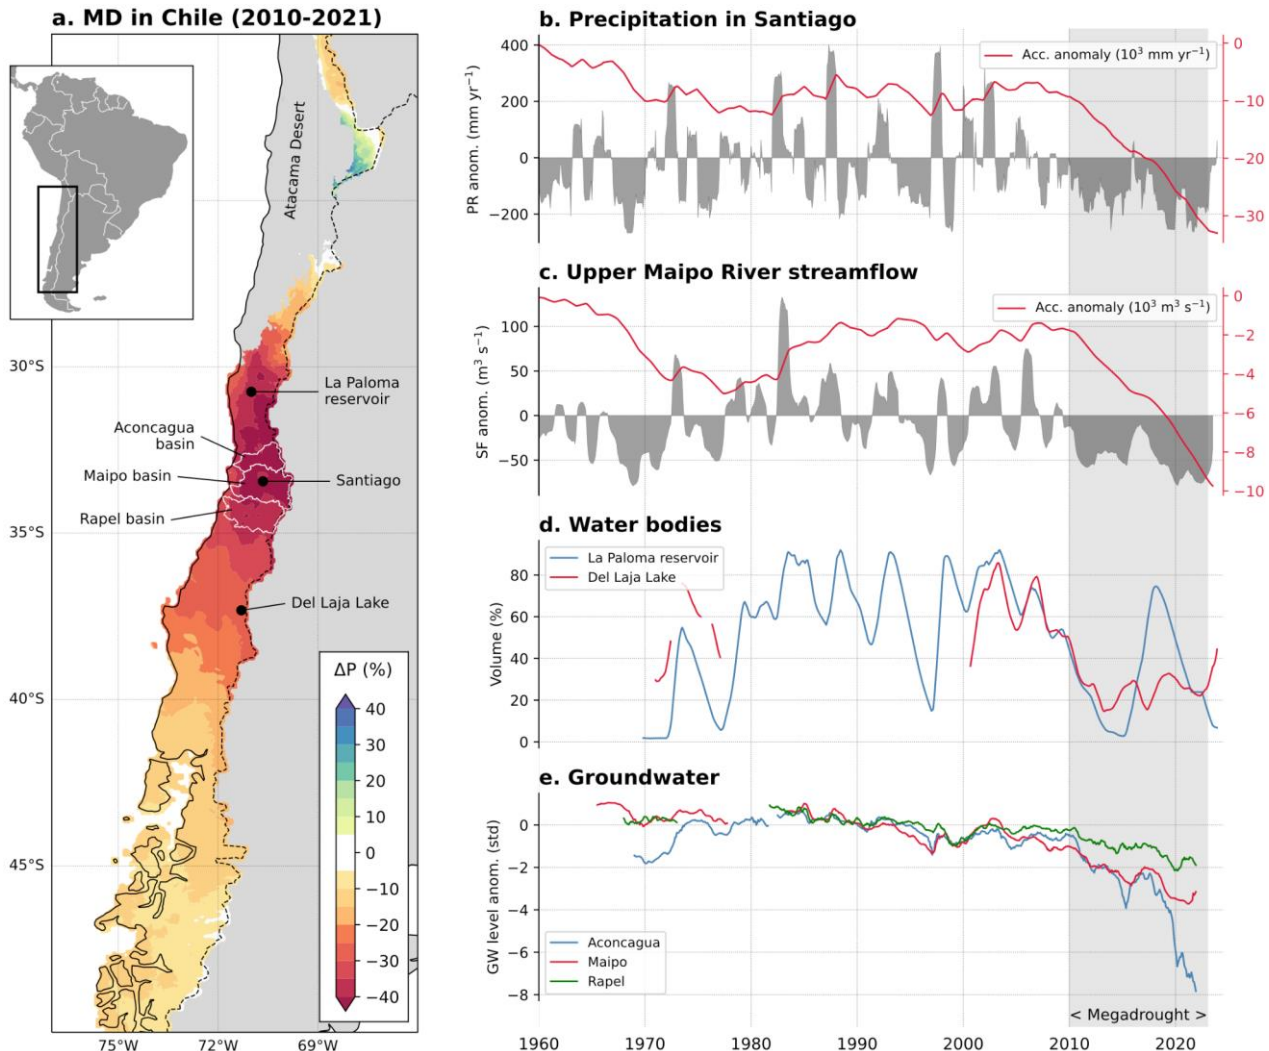 a. MD in Chile (2010-2021)
Atacama Desert
30°S
35°S
40°S
45°S
75°W
72°W
69°W
La Paloma
reservoir
Aconcagua
basin
Maipo basin
Santiago
Rapel basin
Del Laja Lake
ΔP (%)
40
30
20
10
0
−10
−20
−30
−40
b. Precipitation in Santiago
Acc. anomaly (10³ mm yr⁻¹)
PR anom. (mm yr⁻¹)
400
200
0
−200
0
−10
−20
−30
c. Upper Maipo River streamflow
Acc. anomaly (10³ m³ s⁻¹)
SF anom. (m³ s⁻¹)
100
50
0
−50
0
−2
−4
−6
−8
−10
d. Water bodies
La Paloma reservoir
Del Laja Lake
Volume (%)
80
60
40
20
0
e. Groundwater
GW level anom. (std)
0
−2
−4
−6
−8
Aconcagua
Maipo
Rapel
< Megadrought >
1960
1970
1980
1990
2000
2010
2020